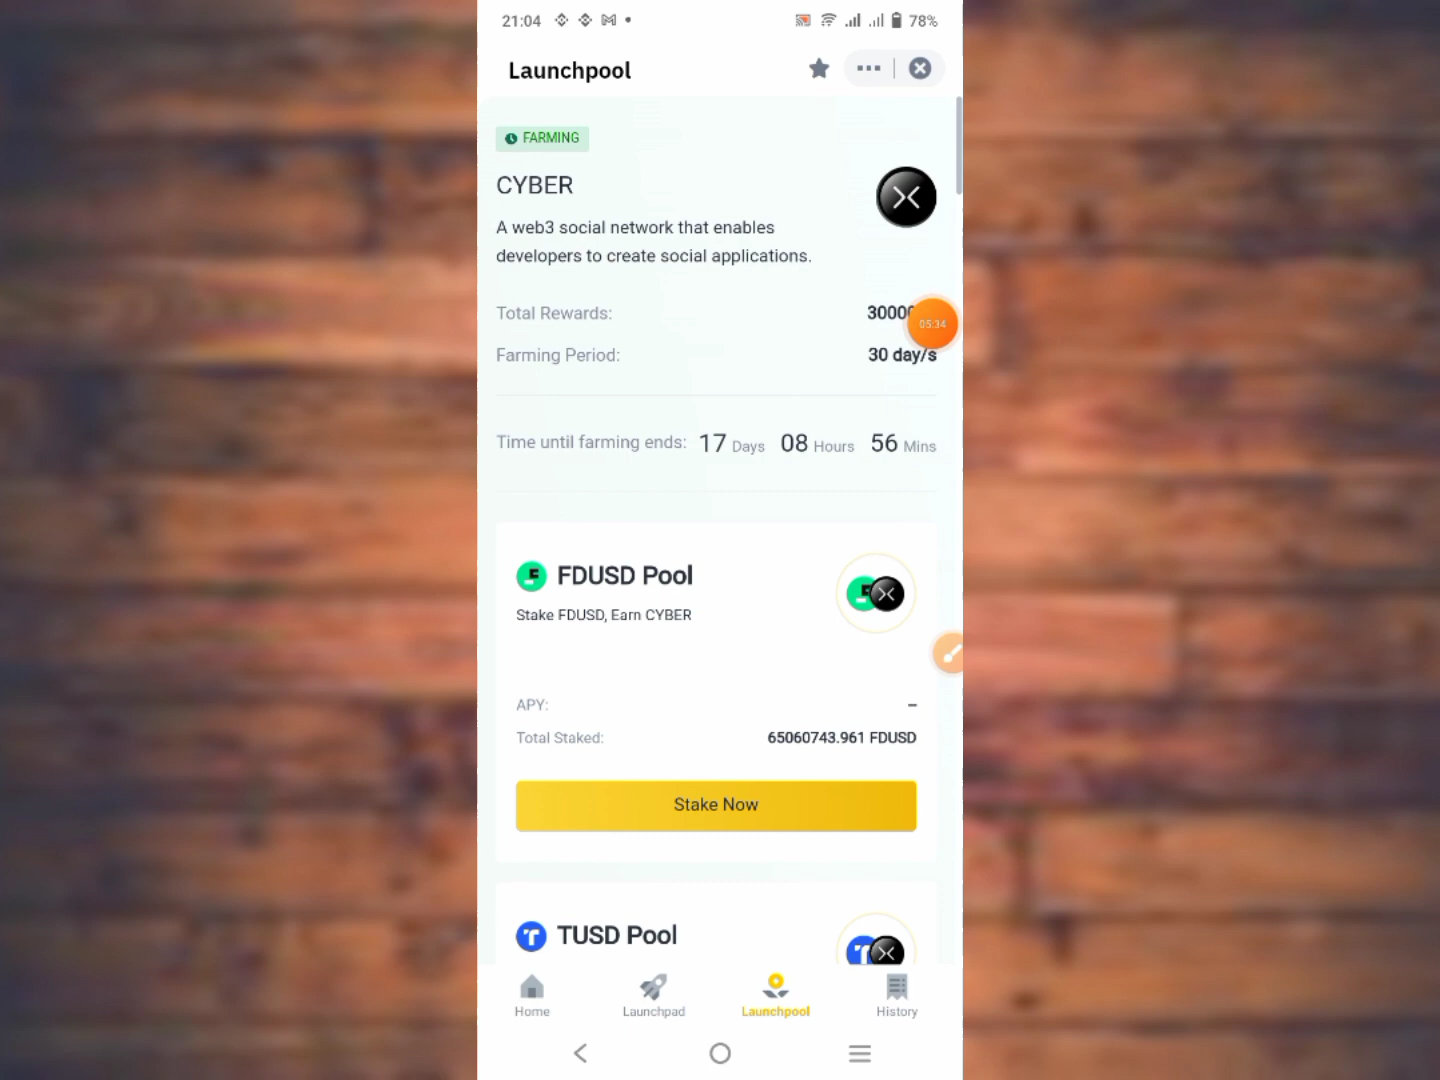 21:04 78%
Launchpool
FARMING
CYBER
A web3 social network that enables
developers to create social applications.
Total Rewards:
05:34
Farming Period: 30 day/s
Time until farming ends: 17 Days 08 Hours 56 Mins
FDUSD Pool
Stake FDUSD, Earn CYBER
APY: –
Total Staked: 65060743.961 FDUSD
Stake Now
TUSD Pool
Home Launchpad Launchpool History